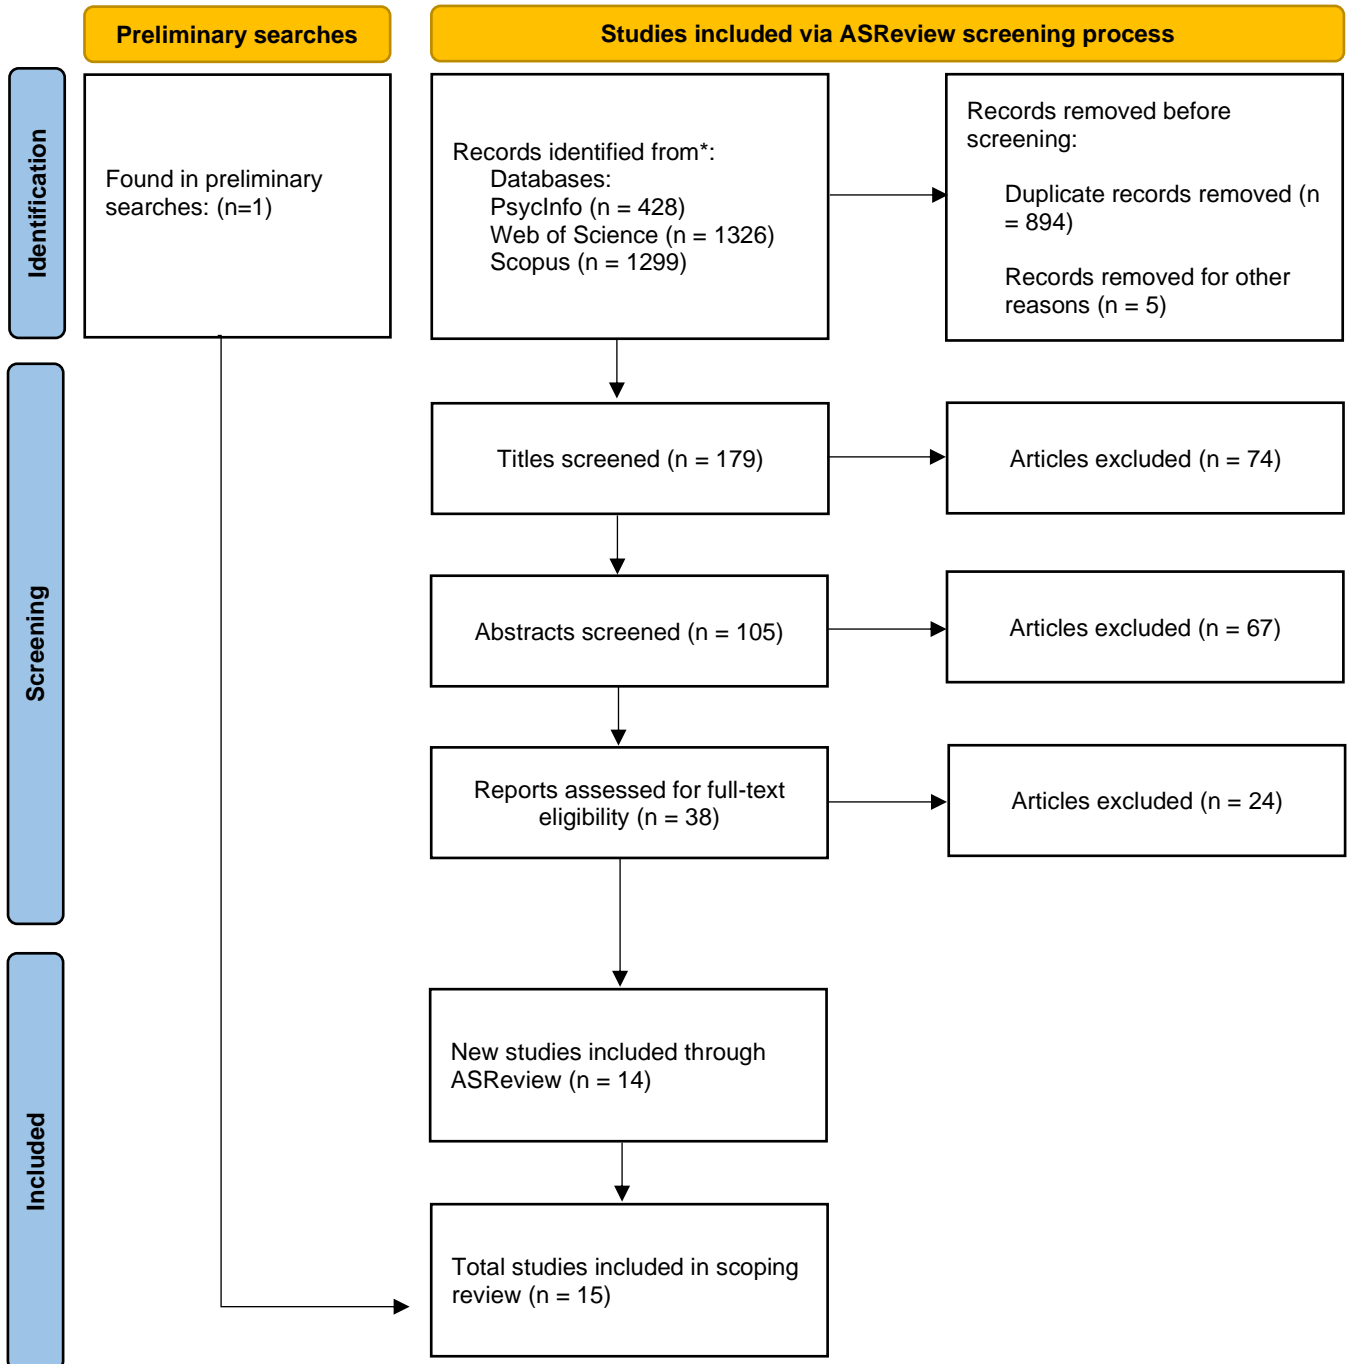 Preliminary searches
Studies included via ASReview screening process
Identification
Found in preliminary
searches: (n=1)
Records identified from*:
Databases:
PsycInfo (n = 428)
Web of Science (n = 1326)
Scopus (n = 1299)
Records removed before
screening:
Duplicate records removed (n
= 894)
Records removed for other
reasons (n = 5)
Screening
Titles screened (n = 179)
Articles excluded (n = 74)
Abstracts screened (n = 105)
Articles excluded (n = 67)
Reports assessed for full-text
eligibility (n = 38)
Articles excluded (n = 24)
Included
New studies included through
ASReview (n = 14)
Total studies included in scoping
review (n = 15)